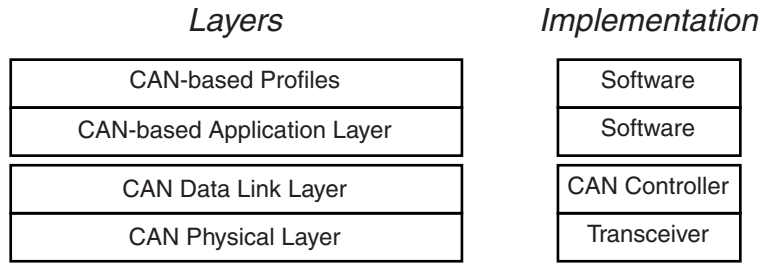 Layers Implementation
CAN-based Profiles Software
CAN-based Application Layer Software
CAN Data Link Layer CAN Controller
CAN Physical Layer Transceiver